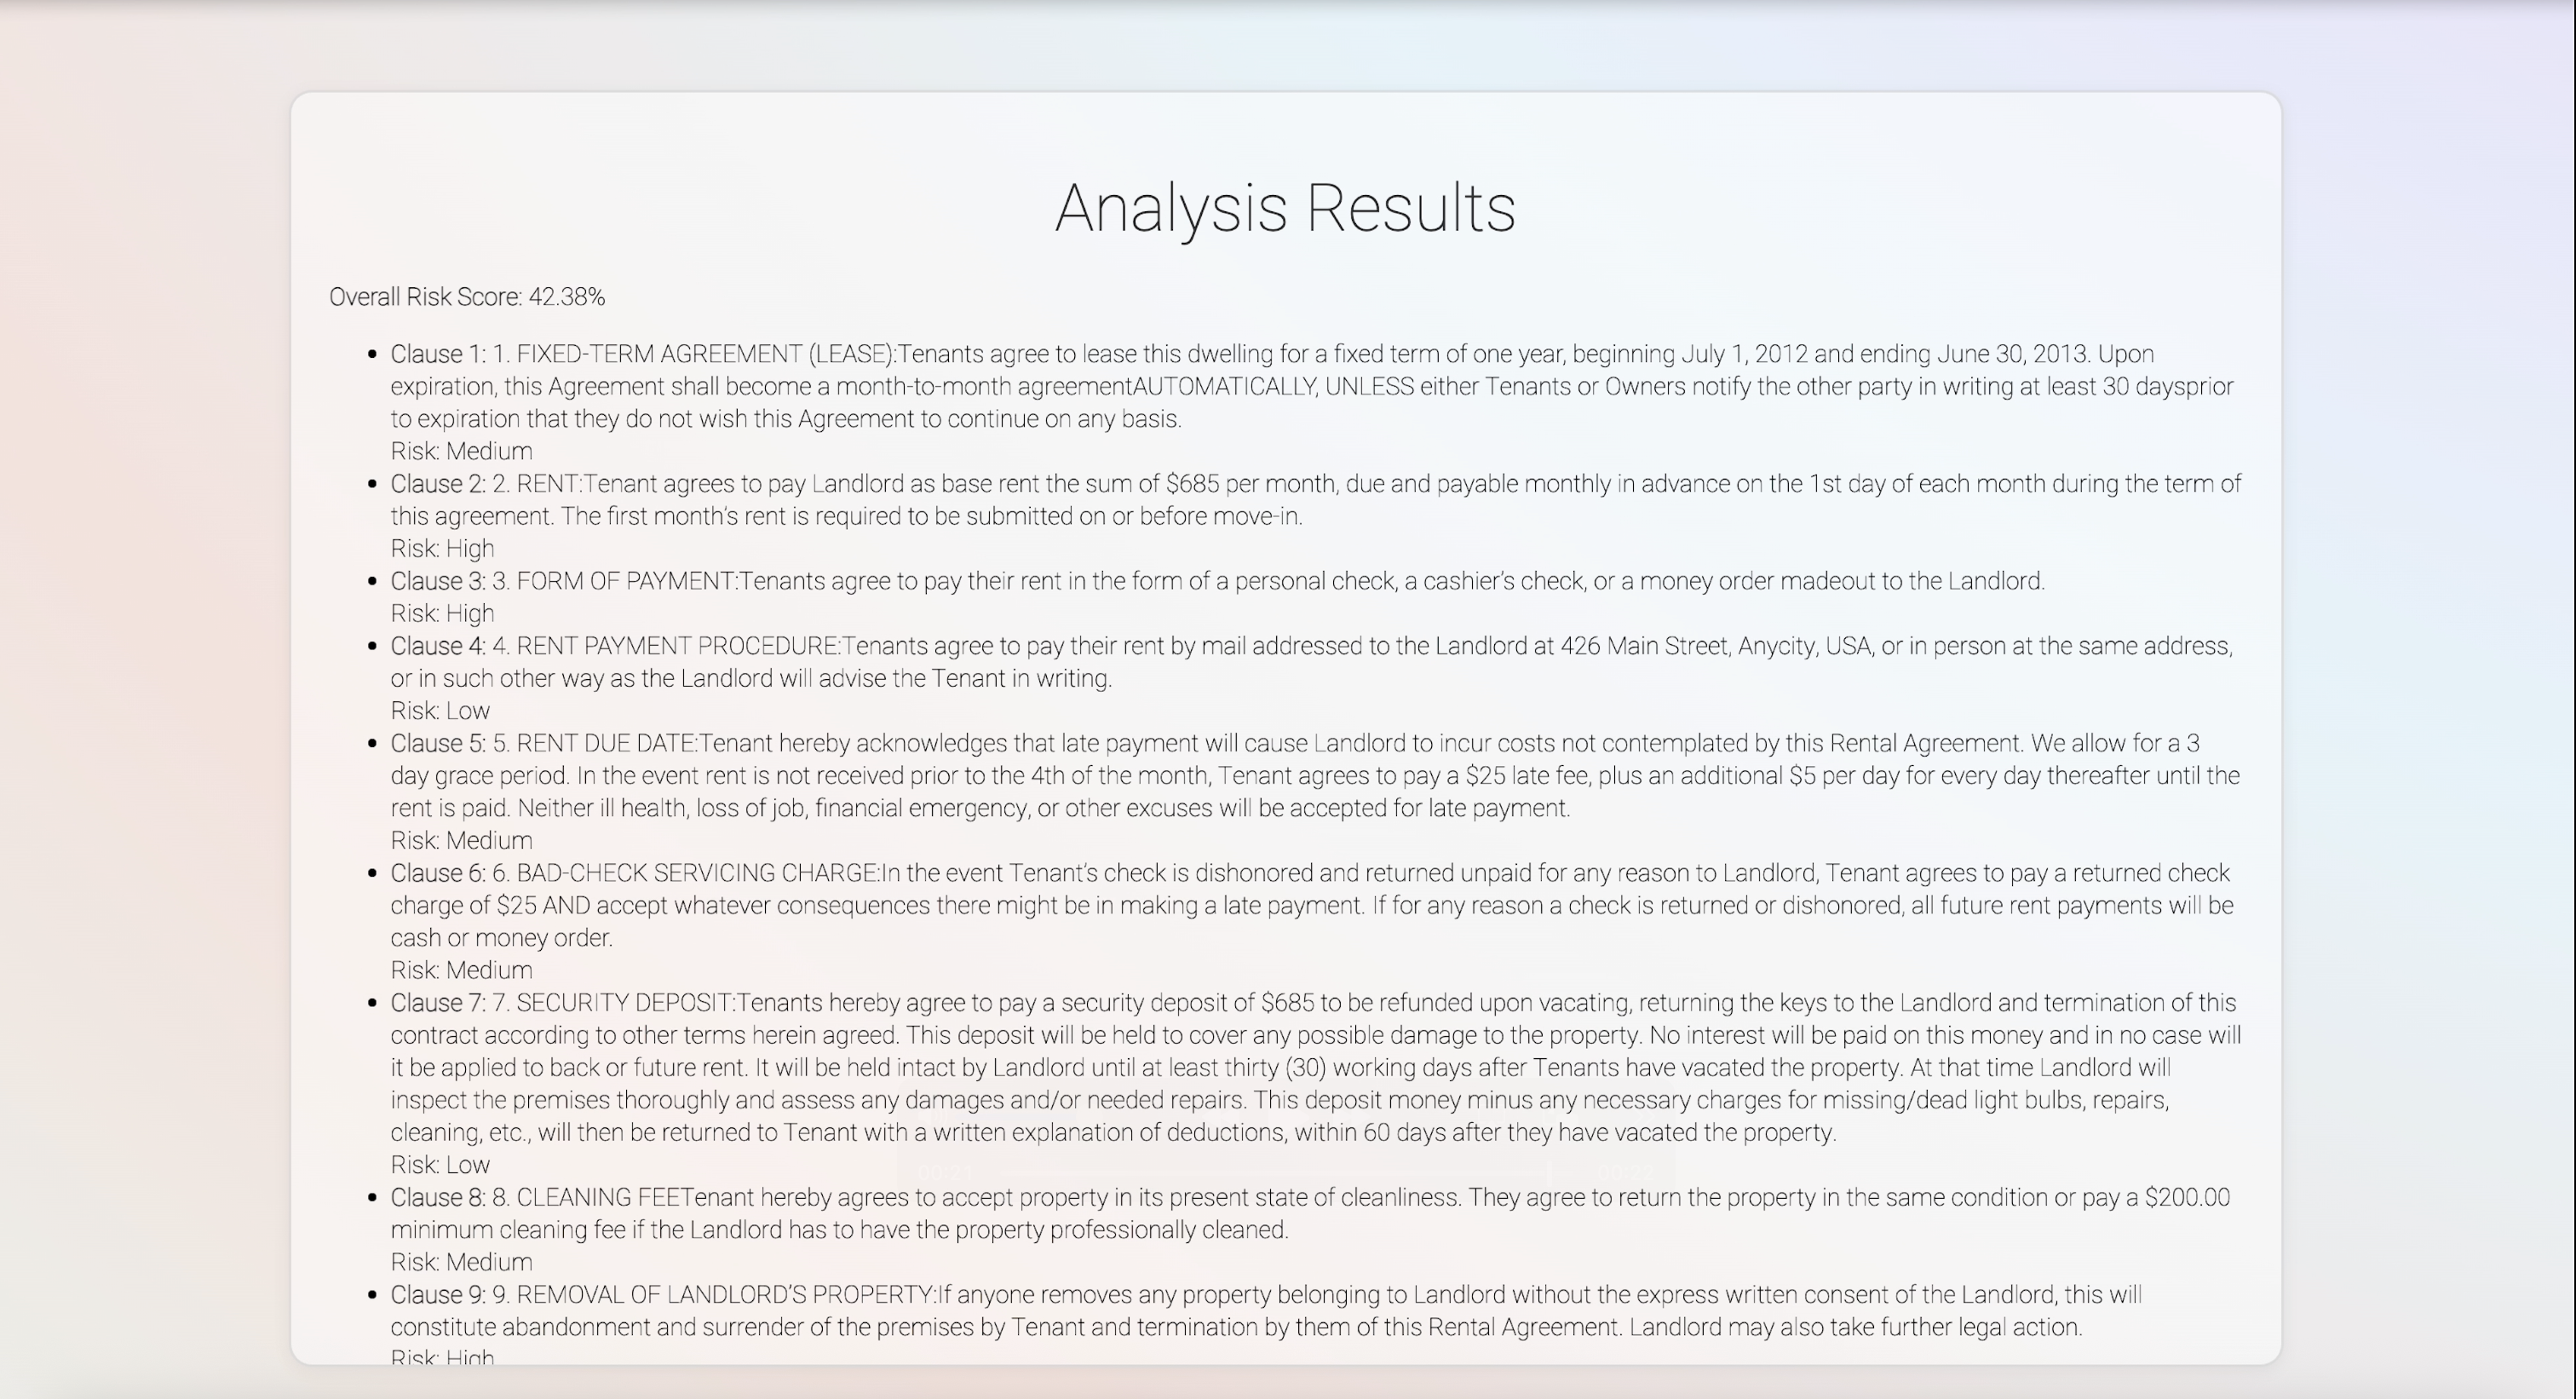 Analysis Results
Overall Risk Score: 42.38%
• Clause 1: 1. FIXED-TERM AGREEMENT (LEASE):Tenants agree to lease this dwelling for a fixed term of one year, beginning July 1, 2012 and ending June 30, 2013. Upon
expiration, this Agreement shall become a month-to-month agreementAUTOMATICALLY, UNLESS either Tenants or Owners notify the other party in writing at least 30 daysprior
to expiration that they do not wish this Agreement to continue on any basis.
Risk: Medium
• Clause 2: 2. RENT:Tenant agrees to pay Landlord as base rent the sum of $685 per month, due and payable monthly in advance on the 1st day of each month during the term of
this agreement. The first month's rent is required to be submitted on or before move-in.
Risk: High
• Clause 3: 3. FORM OF PAYMENT:Tenants agree to pay their rent in the form of a personal check, a cashier's check, or a money order madeout to the Landlord.
Risk: High
• Clause 4: 4. RENT PAYMENT PROCEDURE:Tenants agree to pay their rent by mail addressed to the Landlord at 426 Main Street, Anycity, USA, or in person at the same address,
or in such other way as the Landlord will advise the Tenant in writing.
Risk: Low
• Clause 5: 5. RENT DUE DATE:Tenant hereby acknowledges that late payment will cause Landlord to incur costs not contemplated by this Rental Agreement. We allow for a 3
day grace period. In the event rent is not received prior to the 4th of the month, Tenant agrees to pay a $25 late fee, plus an additional $5 per day for every day thereafter until the
rent is paid. Neither ill health, loss of job, financial emergency, or other excuses will be accepted for late payment.
Risk: Medium
• Clause 6: 6. BAD-CHECK SERVICING CHARGE:In the event Tenant's check is dishonored and returned unpaid for any reason to Landlord, Tenant agrees to pay a returned check
charge of $25 AND accept whatever consequences there might be in making a late payment. If for any reason a check is returned or dishonored, all future rent payments will be
cash or money order.
Risk: Medium
• Clause 7: 7. SECURITY DEPOSIT:Tenants hereby agree to pay a security deposit of $685 to be refunded upon vacating, returning the keys to the Landlord and termination of this
contract according to other terms herein agreed. This deposit will be held to cover any possible damage to the property. No interest will be paid on this money and in no case will
it be applied to back or future rent. It will be held intact by Landlord until at least thirty (30) working days after Tenants have vacated the property. At that time Landlord will
inspect the premises thoroughly and assess any damages and/or needed repairs. This deposit money minus any necessary charges for missing/dead light bulbs, repairs,
cleaning, etc., will then be returned to Tenant with a written explanation of deductions, within 60 days after they have vacated the property.
Risk: Low
• Clause 8: 8. CLEANING FEETenant hereby agrees to accept property in its present state of cleanliness. They agree to return the property in the same condition or pay a $200.00
minimum cleaning fee if the Landlord has to have the property professionally cleaned.
Risk: Medium
• Clause 9: 9. REMOVAL OF LANDLORD'S PROPERTY:If anyone removes any property belonging to Landlord without the express written consent of the Landlord, this will
constitute abandonment and surrender of the premises by Tenant and termination by them of this Rental Agreement. Landlord may also take further legal action.
Risk: High